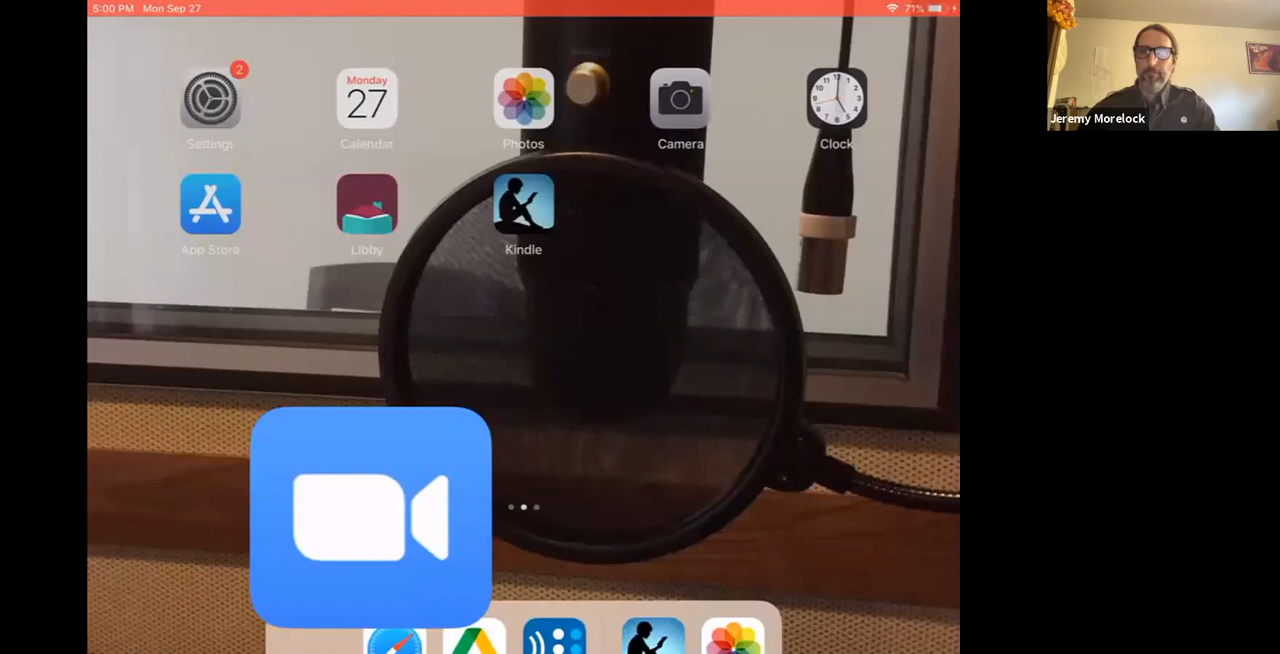 5:00 PM Mon Sep 27
71%
2
Monday
27
Settings
Calendar
Photos
Camera
Clock
App Store
Libby
Kindle
Jeremy Morelock